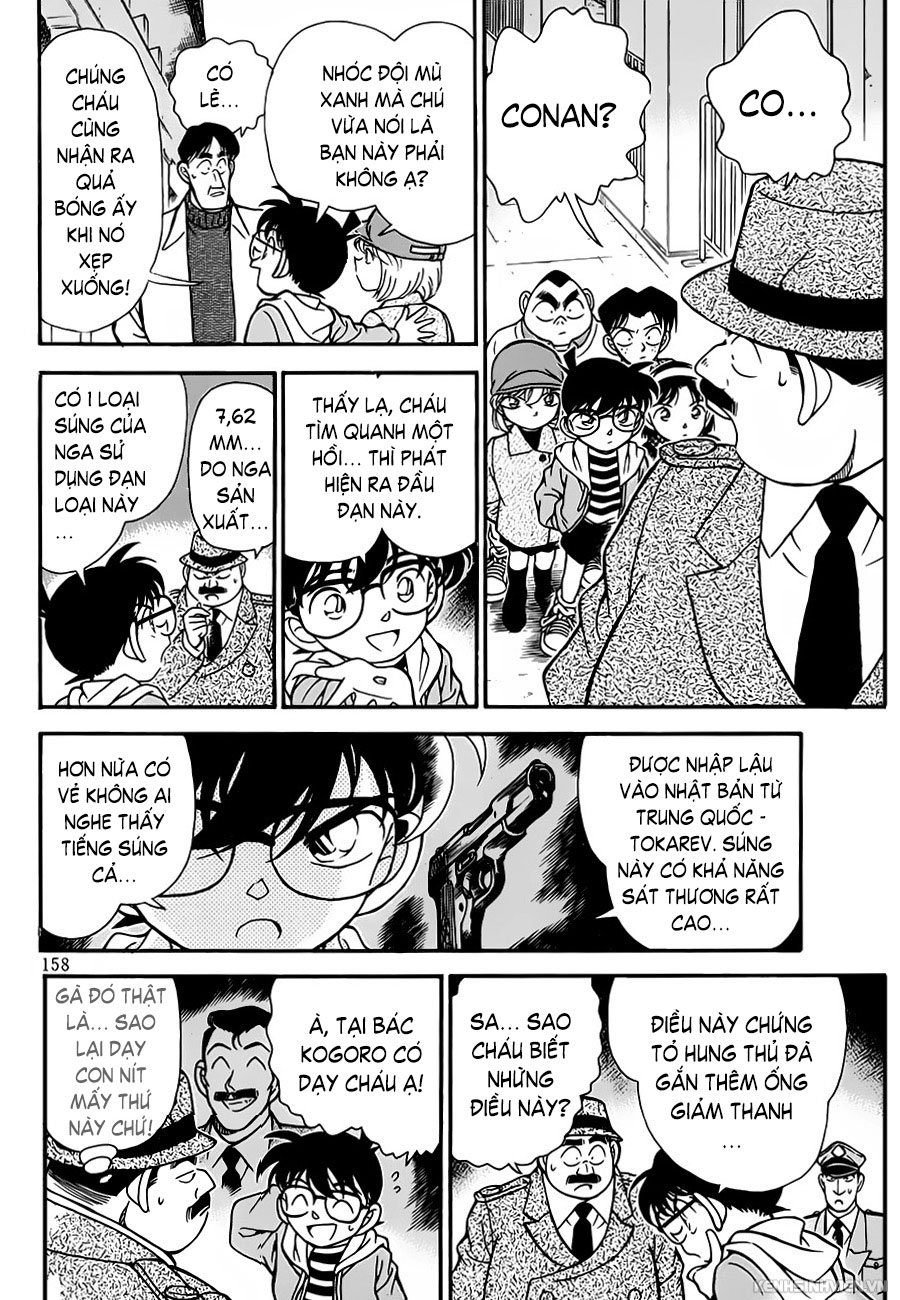 CO...
CONAN?
NHÓC ĐỘI MŨ
XANH MÀ CHÚ
VỪA NÓI LÀ
BẠN NÀY PHẢI
KHÔNG Ạ?
CÓ
LẼ...
CHÚNG
CHÁU
CŨNG
NHẬN RA
QUẢ
BÓNG ẤY
KHI NÓ
XẸP
XUỐNG!
THẤY LẠ, CHÁU
TÌM QUANH MỘT
HỒI... THÌ PHÁT
HIỆN RA ĐẦU
ĐẠN NÀY.
7,62
MM...
DO NGA
SẢN
XUẤT...
CÓ 1 LOẠI
SÚNG CỦA
NGA SỬ
DỤNG ĐẠN
LOẠI NÀY
...
ĐƯỢC NHẬP LẬU
VÀO NHẬT BẢN TỪ
TRUNG QUỐC -
TOKAREV. SÚNG
NÀY CÓ KHẢ NĂNG
SÁT THƯƠNG RẤT
CAO...
HƠN NỮA CÓ
VẺ KHÔNG AI
NGHE THẤY
TIẾNG SÚNG
CẢ...
158
ĐIỀU NÀY CHỨNG
TỎ HUNG THỦ ĐÃ
GẮN THÊM ỐNG
GIẢM THANH
...
SA... SAO
CHÁU BIẾT
NHỮNG
ĐIỀU NÀY?
À, TẠI BÁC
KOGORO CÓ
DẠY CHÁU Ạ!
GÃ ĐÓ THẬT
LÀ... SAO
LẠI DẠY
CON NÍT
MẤY THỨ
NÀY CHỨ!
KENHSINHVIEN.VN